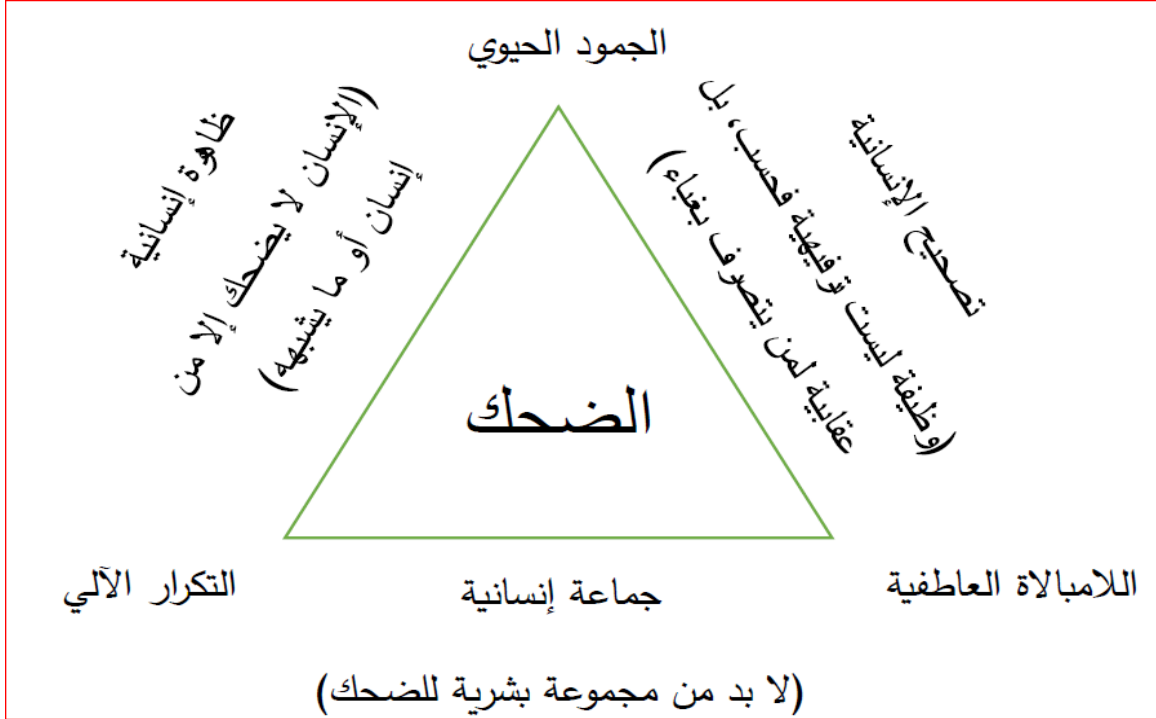 الجمود الحيوي
تصحيح الإنسانية
(وظيفة ليست ترفيهية فحسب، بل
عقابية لمن يتصرف بغباء)
ظاهرة إنسانية
(الإنسان لا يضحك إلا من
إنسان أو ما يشبهه)
الضحك
اللامبالاة العاطفية
جماعة إنسانية
التكرار الآلي
(لا بد من مجموعة بشرية للضحك)